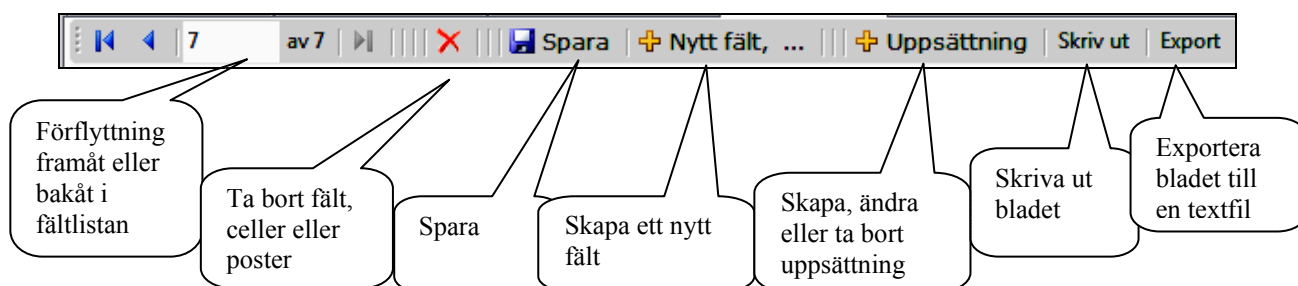 7 av 7 Spara Nytt fält, ... Uppsättning Skriv ut Export
Förflyttning
framåt eller
bakåt i
fältlistan
Ta bort fält,
celler eller
poster
Spara
Skapa ett nytt
fält
Skapa, ändra
eller ta bort
uppsättning
Skriva ut
bladet
Exportera
bladet till
en textfil